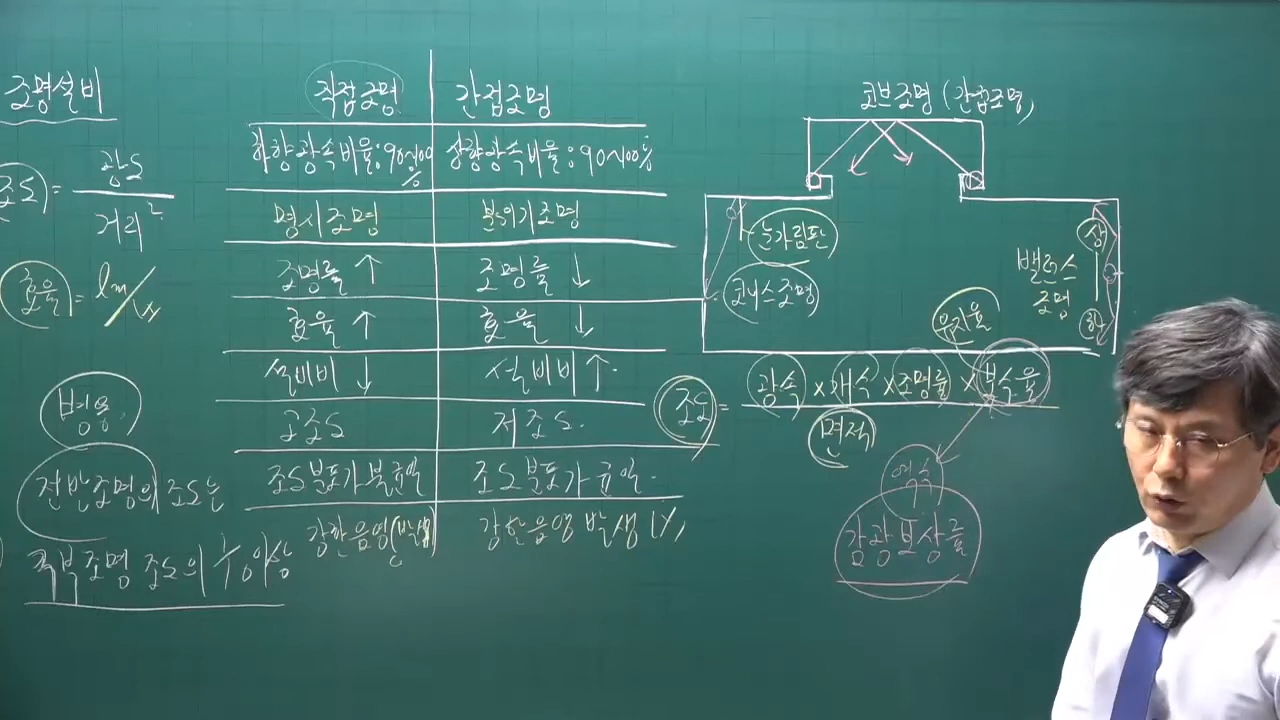 조명설비
조도 = 광도 / 거리²
효율 = lm/W
병용
전반조명의 조도는
국부조명 조도의 1/10 이상
직접조명 간접조명
하향광속비율:90~100% 상향광속비율:90~100%
명시조명 분위기조명
조명률↑ 조명률↓
효율↑ 효율↓
설비비↓ 설비비↑
고조도 저조도.
조도분포가 불균일 조도분포가 균일.
강한음영(발생) 강한음영 발생
코브조명 (간접조명)
눈가림판
코니스조명
상
밸런스
조명
하
유지율
조도 = 광속 × 개수 × 조명률 × 보수율
면적
역수
감광보상률